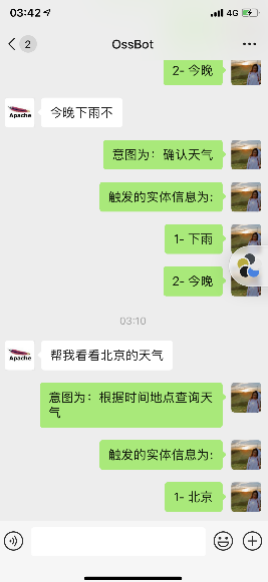 03:42
4G
2
OssBot
2- 今晚
Apache
今晚下雨不
意图为：确认天气
触发的实体信息为:
1- 下雨
2- 今晚
03:10
Apache
帮我看看北京的天气
意图为：根据时间地点查询天
气
触发的实体信息为:
1- 北京